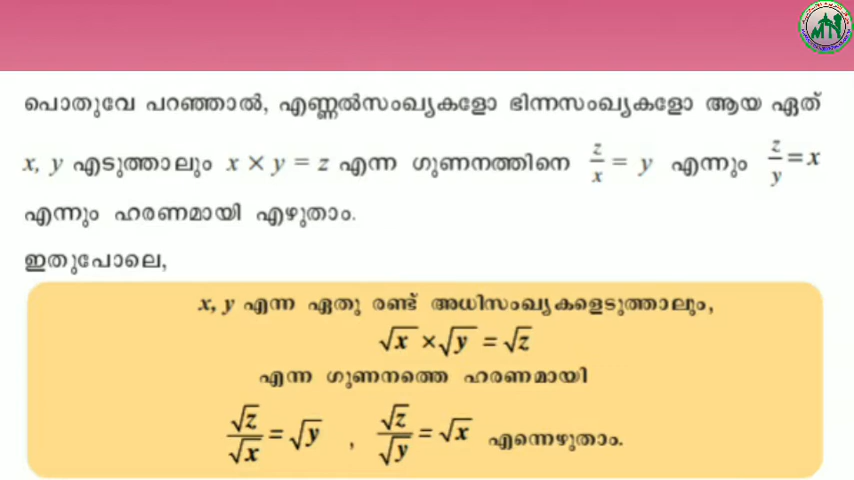 MTN
പൊതുവേ പറഞ്ഞാൽ, എണ്ണൽസംഖ്യകളോ ഭിന്നസംഖ്യകളോ ആയ ഏത്
x, y എടുത്താലും x × y = z എന്ന ഗുണനത്തിനെ z/x = y എന്നും z/y = x
എന്നും ഹരണമായി എഴുതാം.
ഇതുപോലെ,
x, y എന്ന ഏതു രണ്ട് അധിസംഖ്യകളെടുത്താലും,
√x × √y = √z
എന്ന ഗുണനത്തെ ഹരണമായി
√z/√x = √y , √z/√y = √x എന്നെഴുതാം.